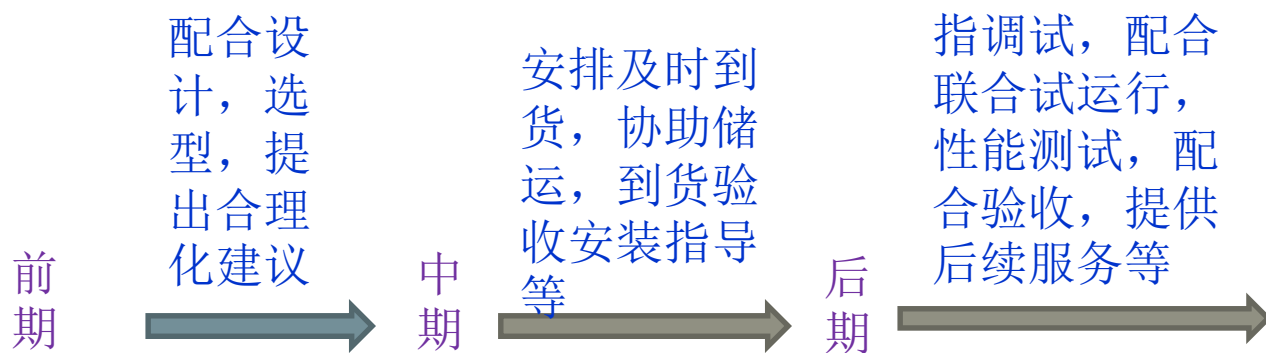 前
期
配合设
计，选
型，提
出合理
化建议
中
期
安排及时到
货，协助储
运，到货验
收安装指导
等
后
期
指调试，配合
联合试运行，
性能测试，配
合验收，提供
后续服务等